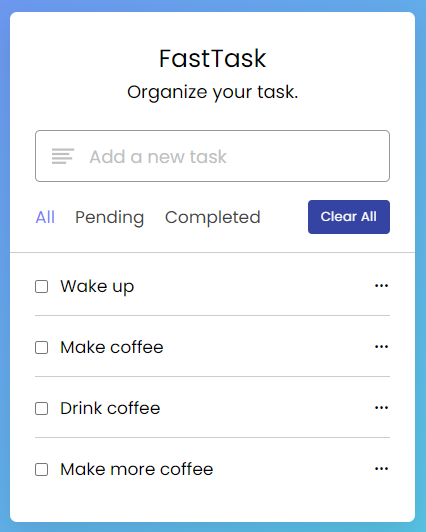 FastTask
Organize your task.
Add a new task
All Pending Completed Clear All
Wake up
Make coffee
Drink coffee
Make more coffee